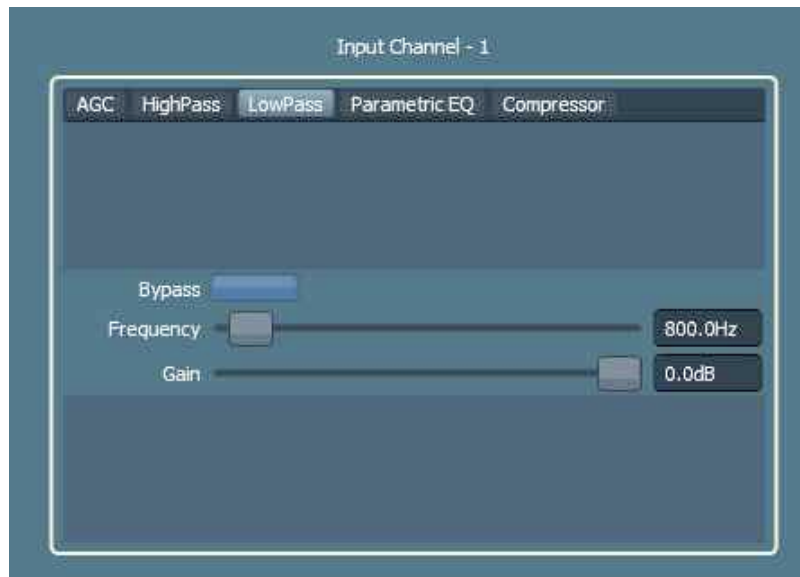 Input Channel - 1
AGC HighPass LowPass Parametric EQ Compressor
Bypass
Frequency 800.0Hz
Gain 0.0dB